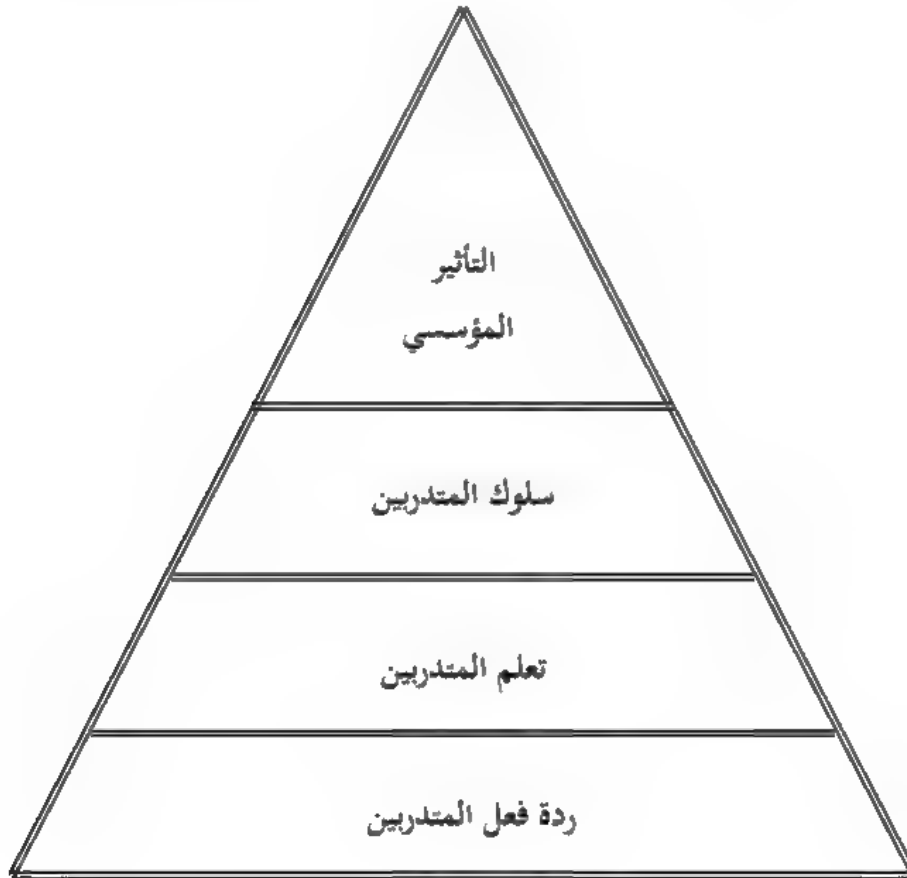 التأثير
المؤسسي
سلوك المتدربين
تعلم المتدربين
ردة فعل المتدربين